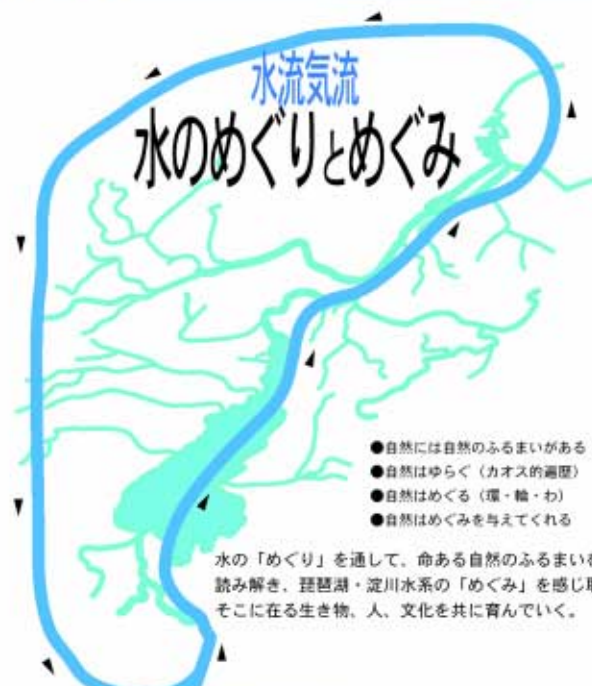 水流気流
水のめぐりとめぐみ
●自然には自然のふるまいがある
●自然はゆらぐ（カオス的遍歴）
●自然はめぐる（環・輪・わ）
●自然はめぐみを与えてくれる
水の「めぐり」を通して、命ある自然のふるまいを
読み解き、琵琶湖・淀川水系の「めぐみ」を感じ取
そこに在る生き物、人、文化を共に育んでいく。